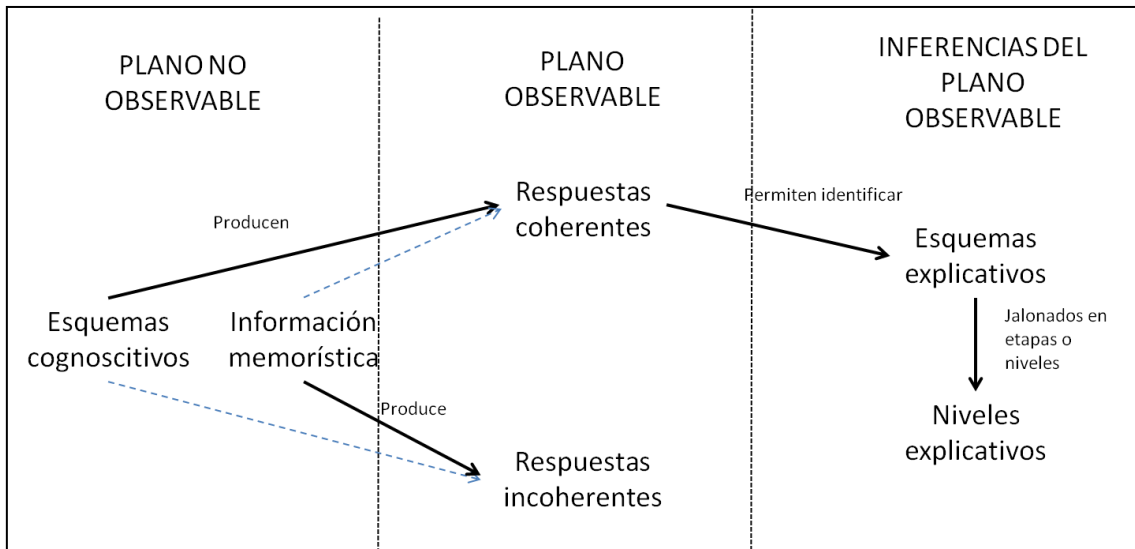 PLANO NO
OBSERVABLE
PLANO
OBSERVABLE
INFERENCIAS DEL
PLANO
OBSERVABLE
Producen
Respuestas
coherentes
Permiten identificar
Esquemas
explicativos
Esquemas
cognoscitivos
Información
memorística
Jalonados en
etapas o
niveles
Produce
Niveles
explicativos
Respuestas
incoherentes